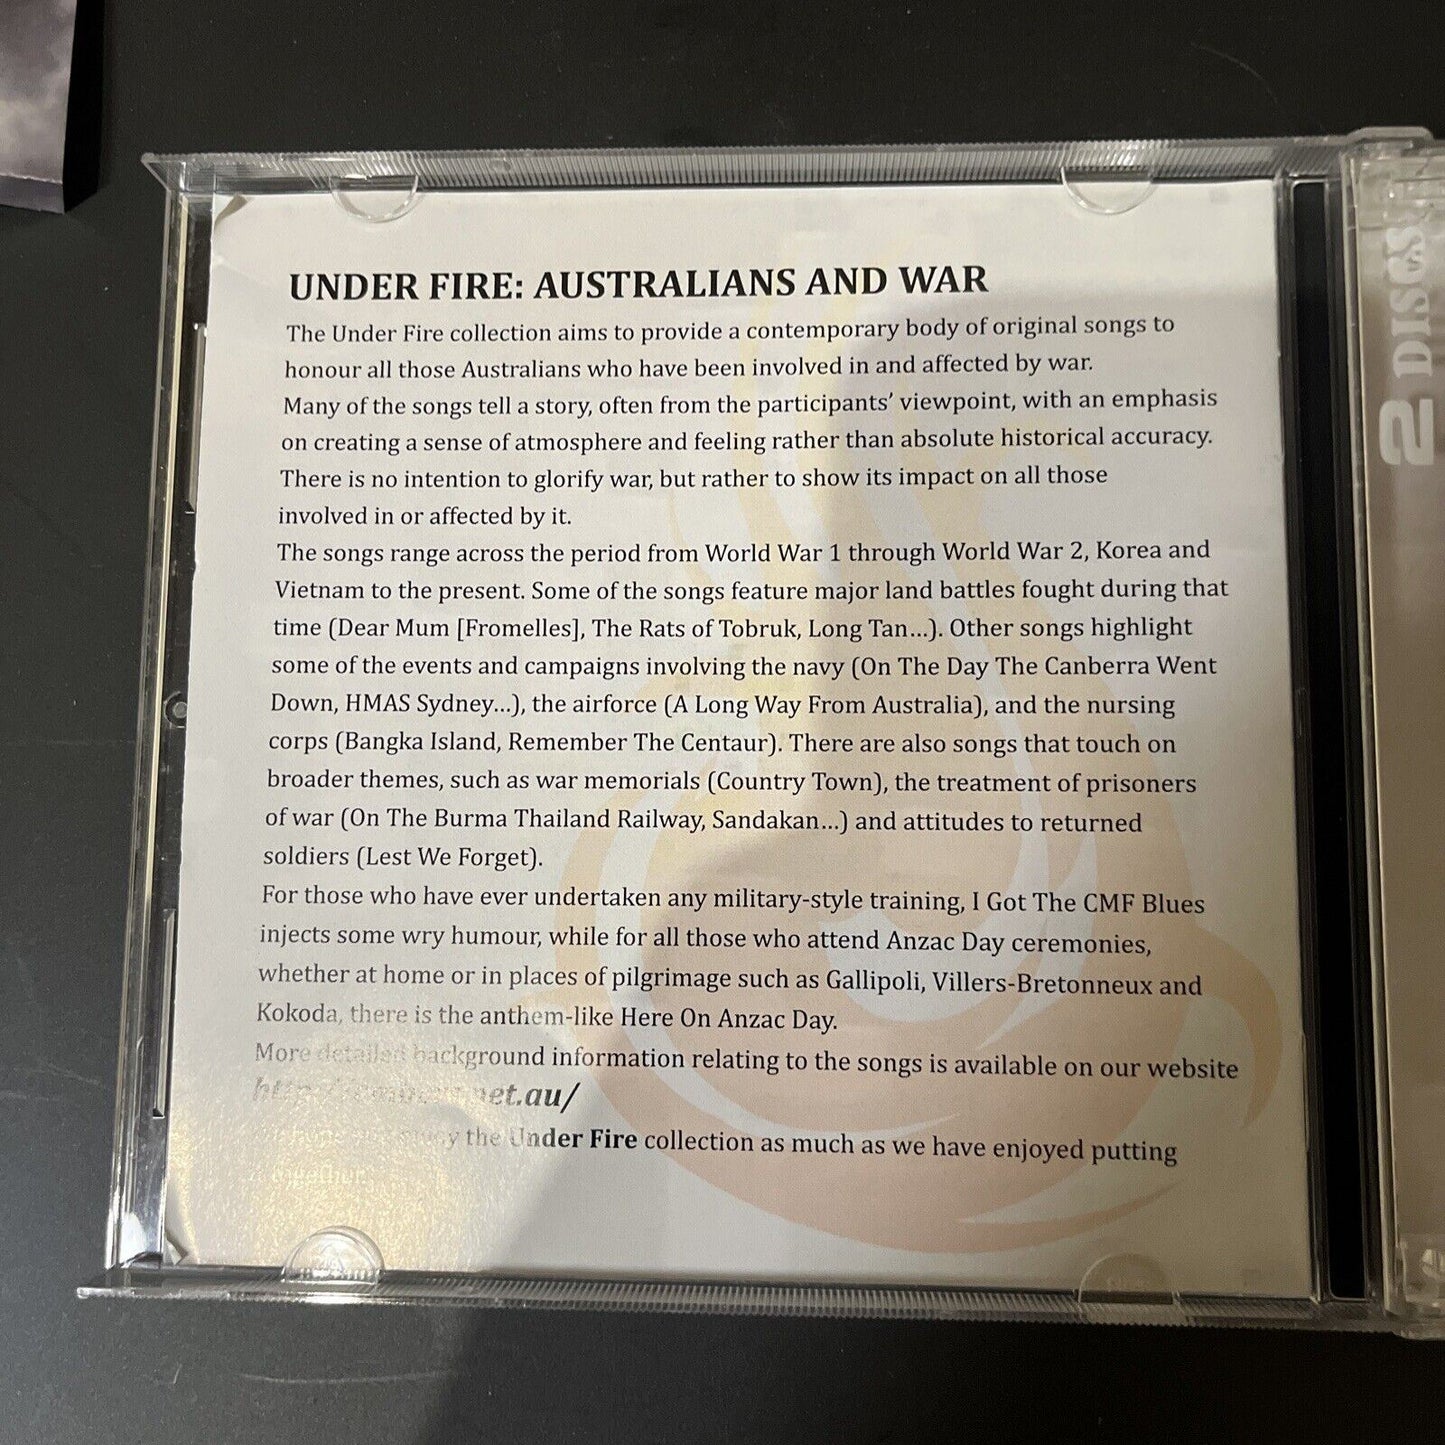 UNDER FIRE: AUSTRALIANS AND WAR
The Under Fire collection aims to provide a contemporary body of original songs to
honour all those Australians who have been involved in and affected by war.
Many of the songs tell a story, often from the participants’ viewpoint, with an emphasis
on creating a sense of atmosphere and feeling rather than absolute historical accuracy.
There is no intention to glorify war, but rather to show its impact on all those
involved in or affected by it.
The songs range across the period from World War 1 through World War 2, Korea and
Vietnam to the present. Some of the songs feature major land battles fought during that
time (Dear Mum [Fromelles], The Rats of Tobruk, Long Tan...). Other songs highlight
some of the events and campaigns involving the navy (On The Day The Canberra Went
Down, HMAS Sydney...), the airforce (A Long Way From Australia), and the nursing
corps (Bangka Island, Remember The Centaur). There are also songs that touch on
broader themes, such as war memorials (Country Town), the treatment of prisoners
of war (On The Burma Thailand Railway, Sandakan...) and attitudes to returned
soldiers (Lest We Forget).
For those who have ever undertaken any military-style training, I Got The CMF Blues
injects some wry humour, while for all those who attend Anzac Day ceremonies,
whether at home or in places of pilgrimage such as Gallipoli, Villers-Bretonneux and
Kokoda, there is the anthem-like Here On Anzac Day.
More detailed background information relating to the songs is available on our website
the Under Fire collection as much as we have enjoyed putting
together.
2 DISCS